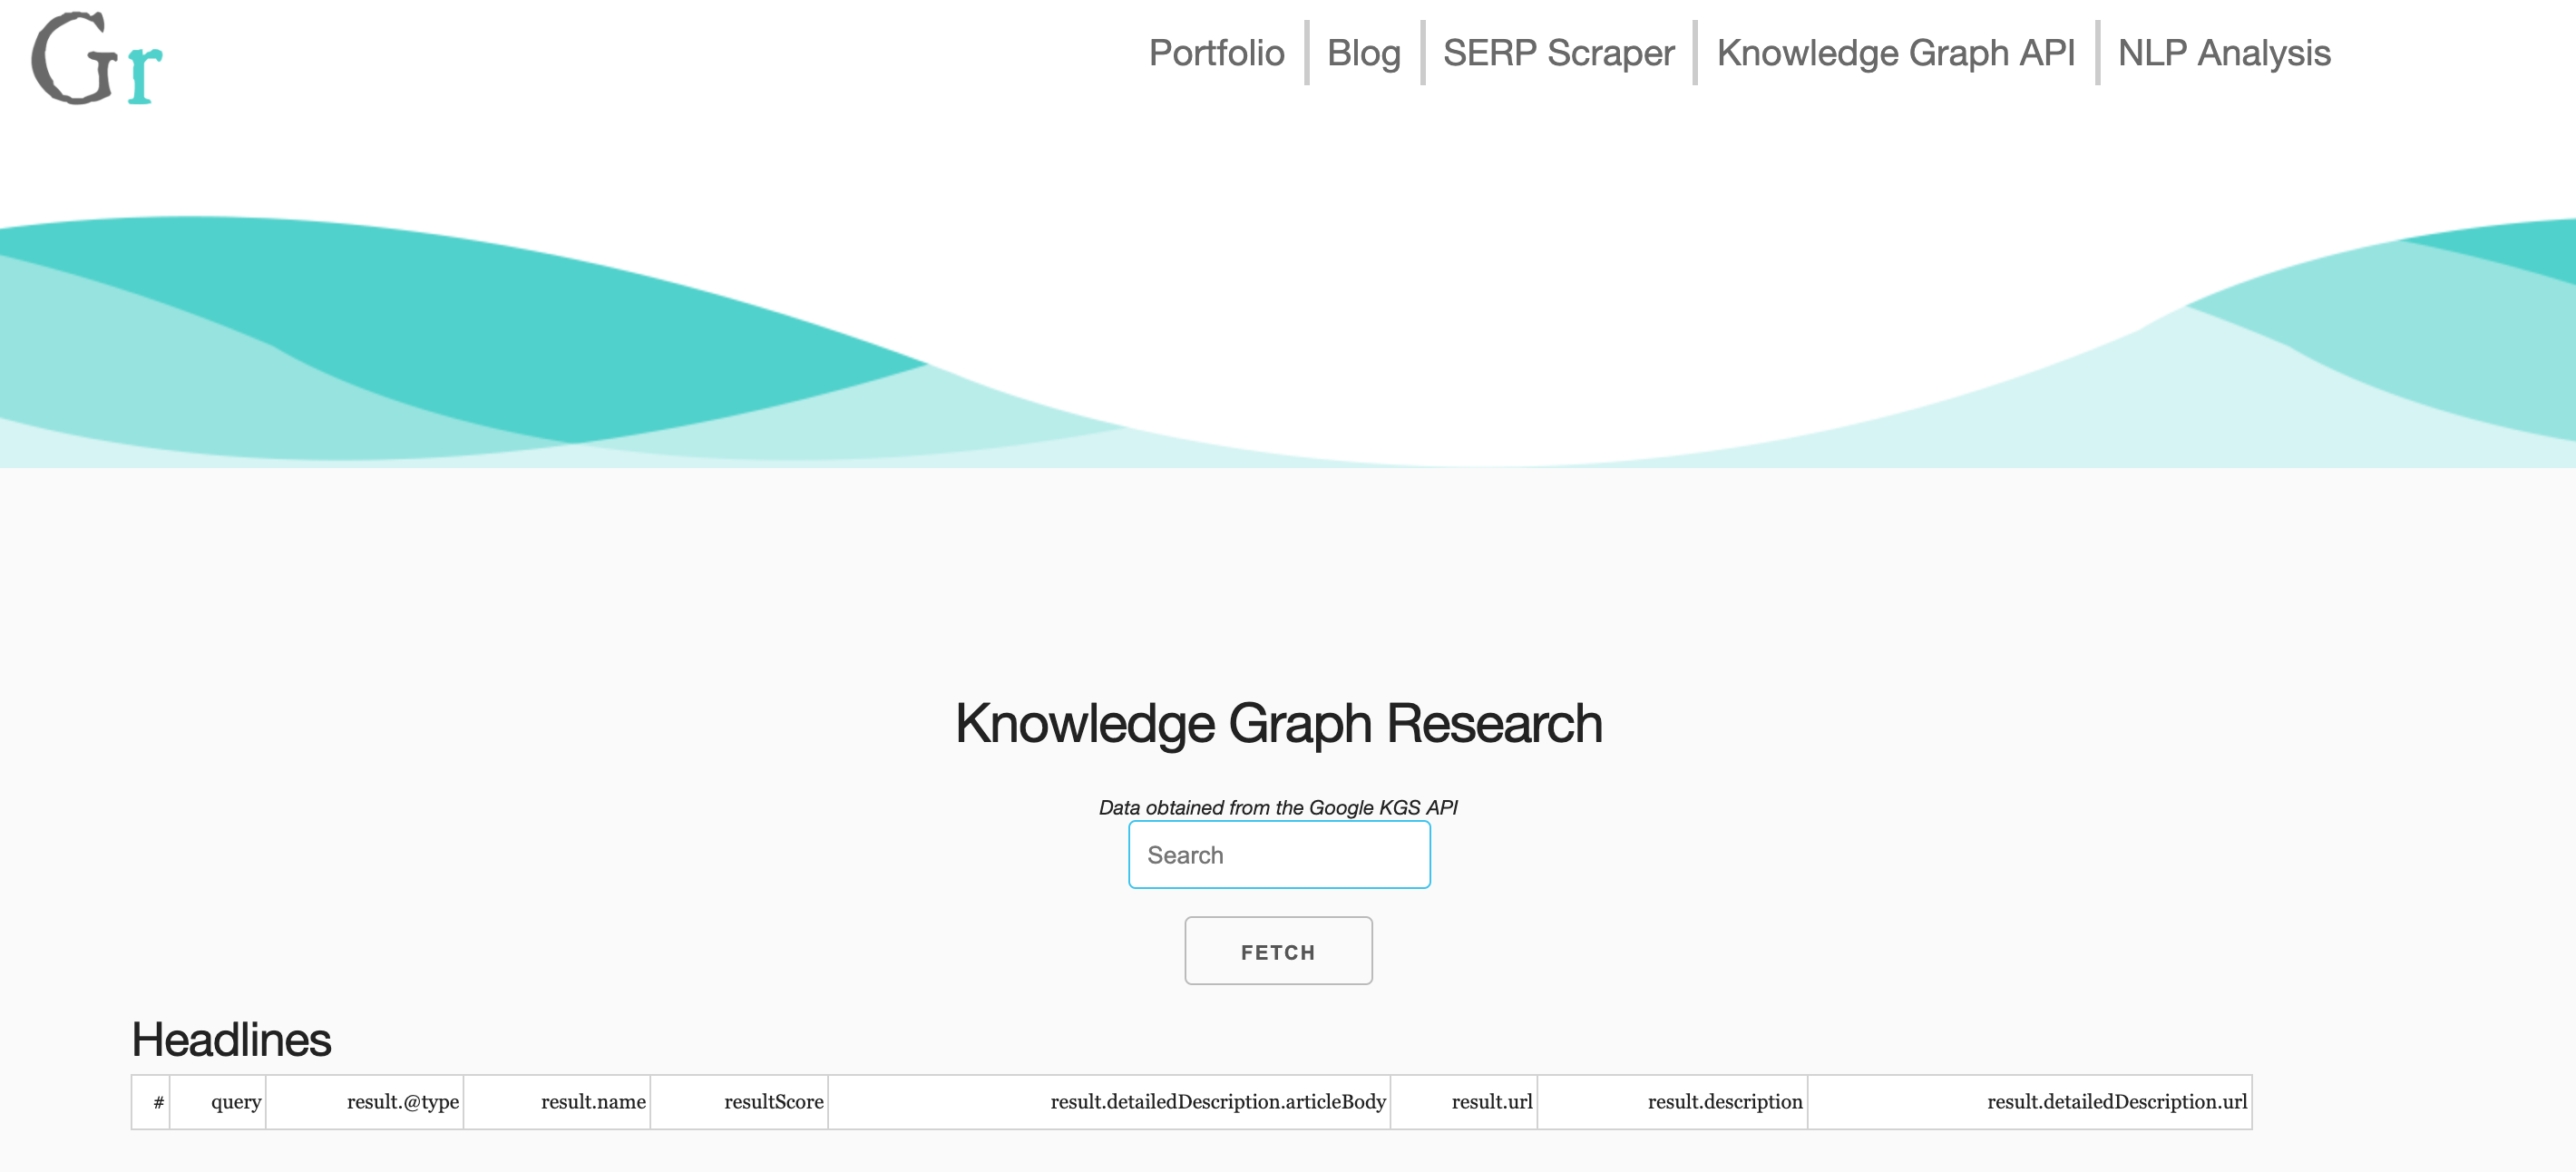 Gr
Portfolio Blog SERP Scraper Knowledge Graph API NLP Analysis
Knowledge Graph Research
Data obtained from the Google KGS API
Search
FETCH
Headlines
# query result.@type result.name resultScore result.detailedDescription.articleBody result.url result.description result.detailedDescription.url